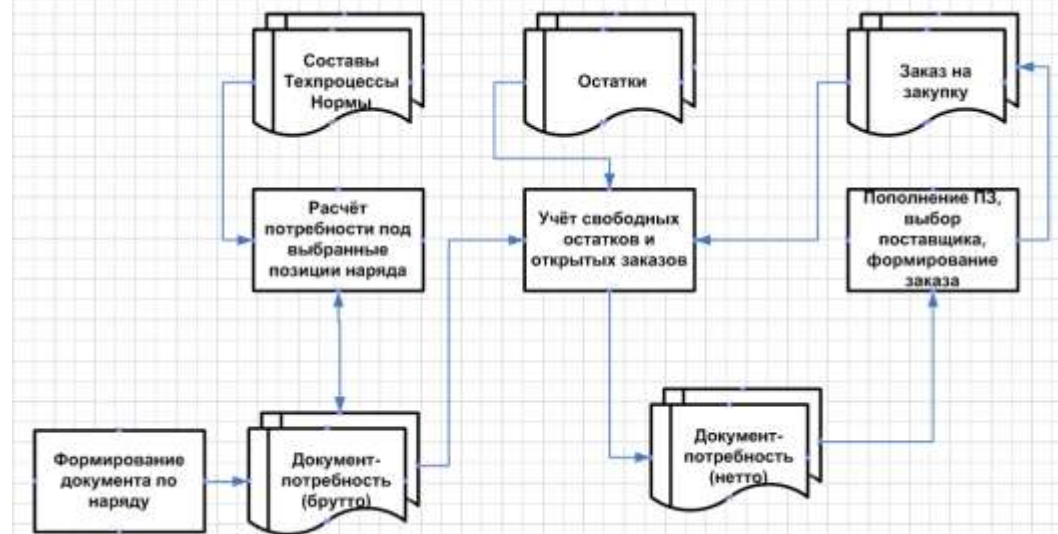 Составы
Техпроцессы
Нормы
Остатки
Заказ на
закупку
Расчёт
потребности под
выбранные
позиции наряда
Учёт свободных
остатков и
открытых заказов
Пополнение ПЗ,
выбор
поставщика,
формирование
заказа
Формирование
документа по
наряду
Документ-
потребность
(брутто)
Документ-
потребность
(нетто)